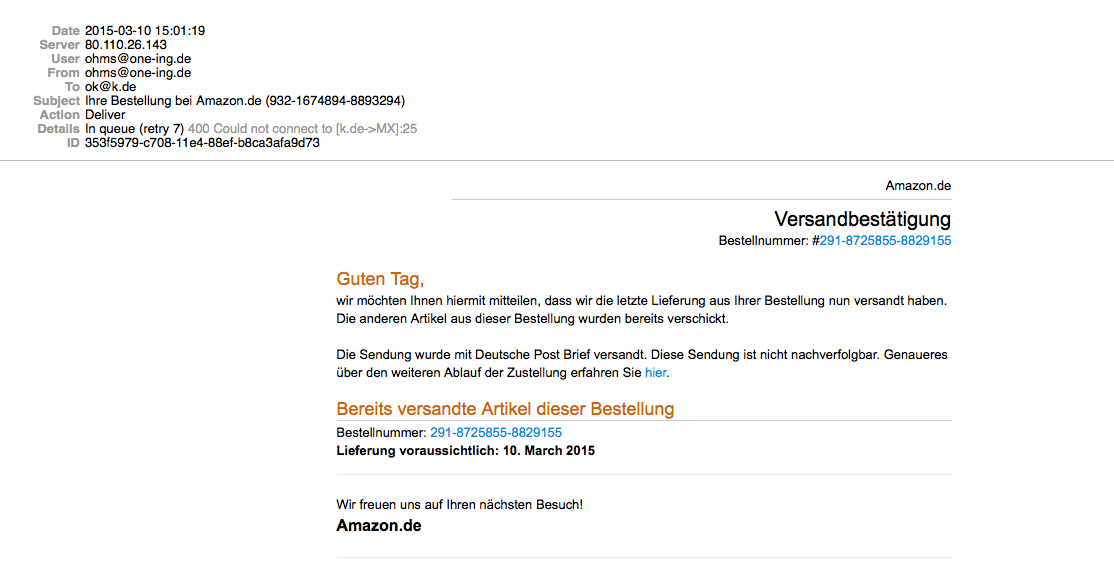 Date 2015-03-10 15:01:19
Server 80.110.26.143
User ohms@one-ing.de
From ohms@one-ing.de
To ok@k.de
Subject Ihre Bestellung bei Amazon.de (932-1674894-8893294)
Action Deliver
Details In queue (retry 7) 400 Could not connect to [k.de->MX]:25
ID 353f5979-c708-11e4-88ef-b8ca3afa9d73
Amazon.de
Versandbestätigung
Bestellnummer: #291-8725855-8829155
Guten Tag,
wir möchten Ihnen hiermit mitteilen, dass wir die letzte Lieferung aus Ihrer Bestellung nun versandt haben.
Die anderen Artikel aus dieser Bestellung wurden bereits verschickt.
Die Sendung wurde mit Deutsche Post Brief versandt. Diese Sendung ist nicht nachverfolgbar. Genaueres
über den weiteren Ablauf der Zustellung erfahren Sie hier.
Bereits versandte Artikel dieser Bestellung
Bestellnummer: 291-8725855-8829155
Lieferung voraussichtlich: 10. March 2015
Wir freuen uns auf Ihren nächsten Besuch!
Amazon.de